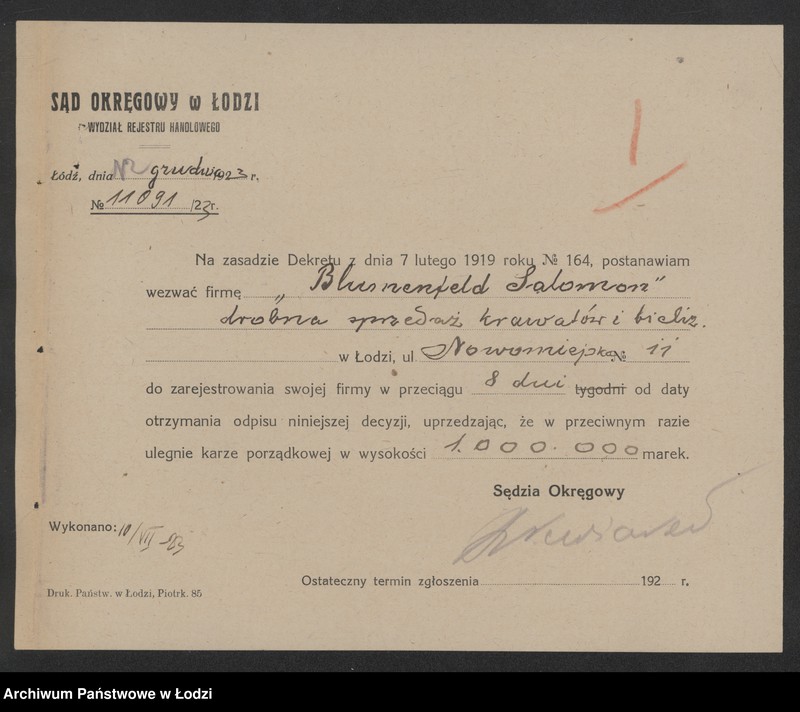 SĄD OKRĘGOWY w ŁODZI
WYDZIAŁ REJESTRU HANDLOWEGO
Łódź, dnia grudnia 1923 r.
№ 11091 /23r.
Na zasadzie Dekretu z dnia 7 lutego 1919 roku № 164, postanawiam
wezwać firmę „Blumenfeld Salomon”
drobna sprzedaż krawatów i bieliz.
w Łodzi, ul. Nowomiejska № 11
do zarejestrowania swojej firmy w przeciągu 8 dni tygodni od daty
otrzymania odpisu niniejszej decyzji, uprzedzając, że w przeciwnym razie
ulegnie karze porządkowej w wysokości 1.000.000 marek.
Sędzia Okręgowy
Wykonano: 10/VII 23
Ostateczny termin zgłoszenia 192 r.
Druk. Państw. w Łodzi, Piotrk. 85
Archiwum Państwowe w Łodzi